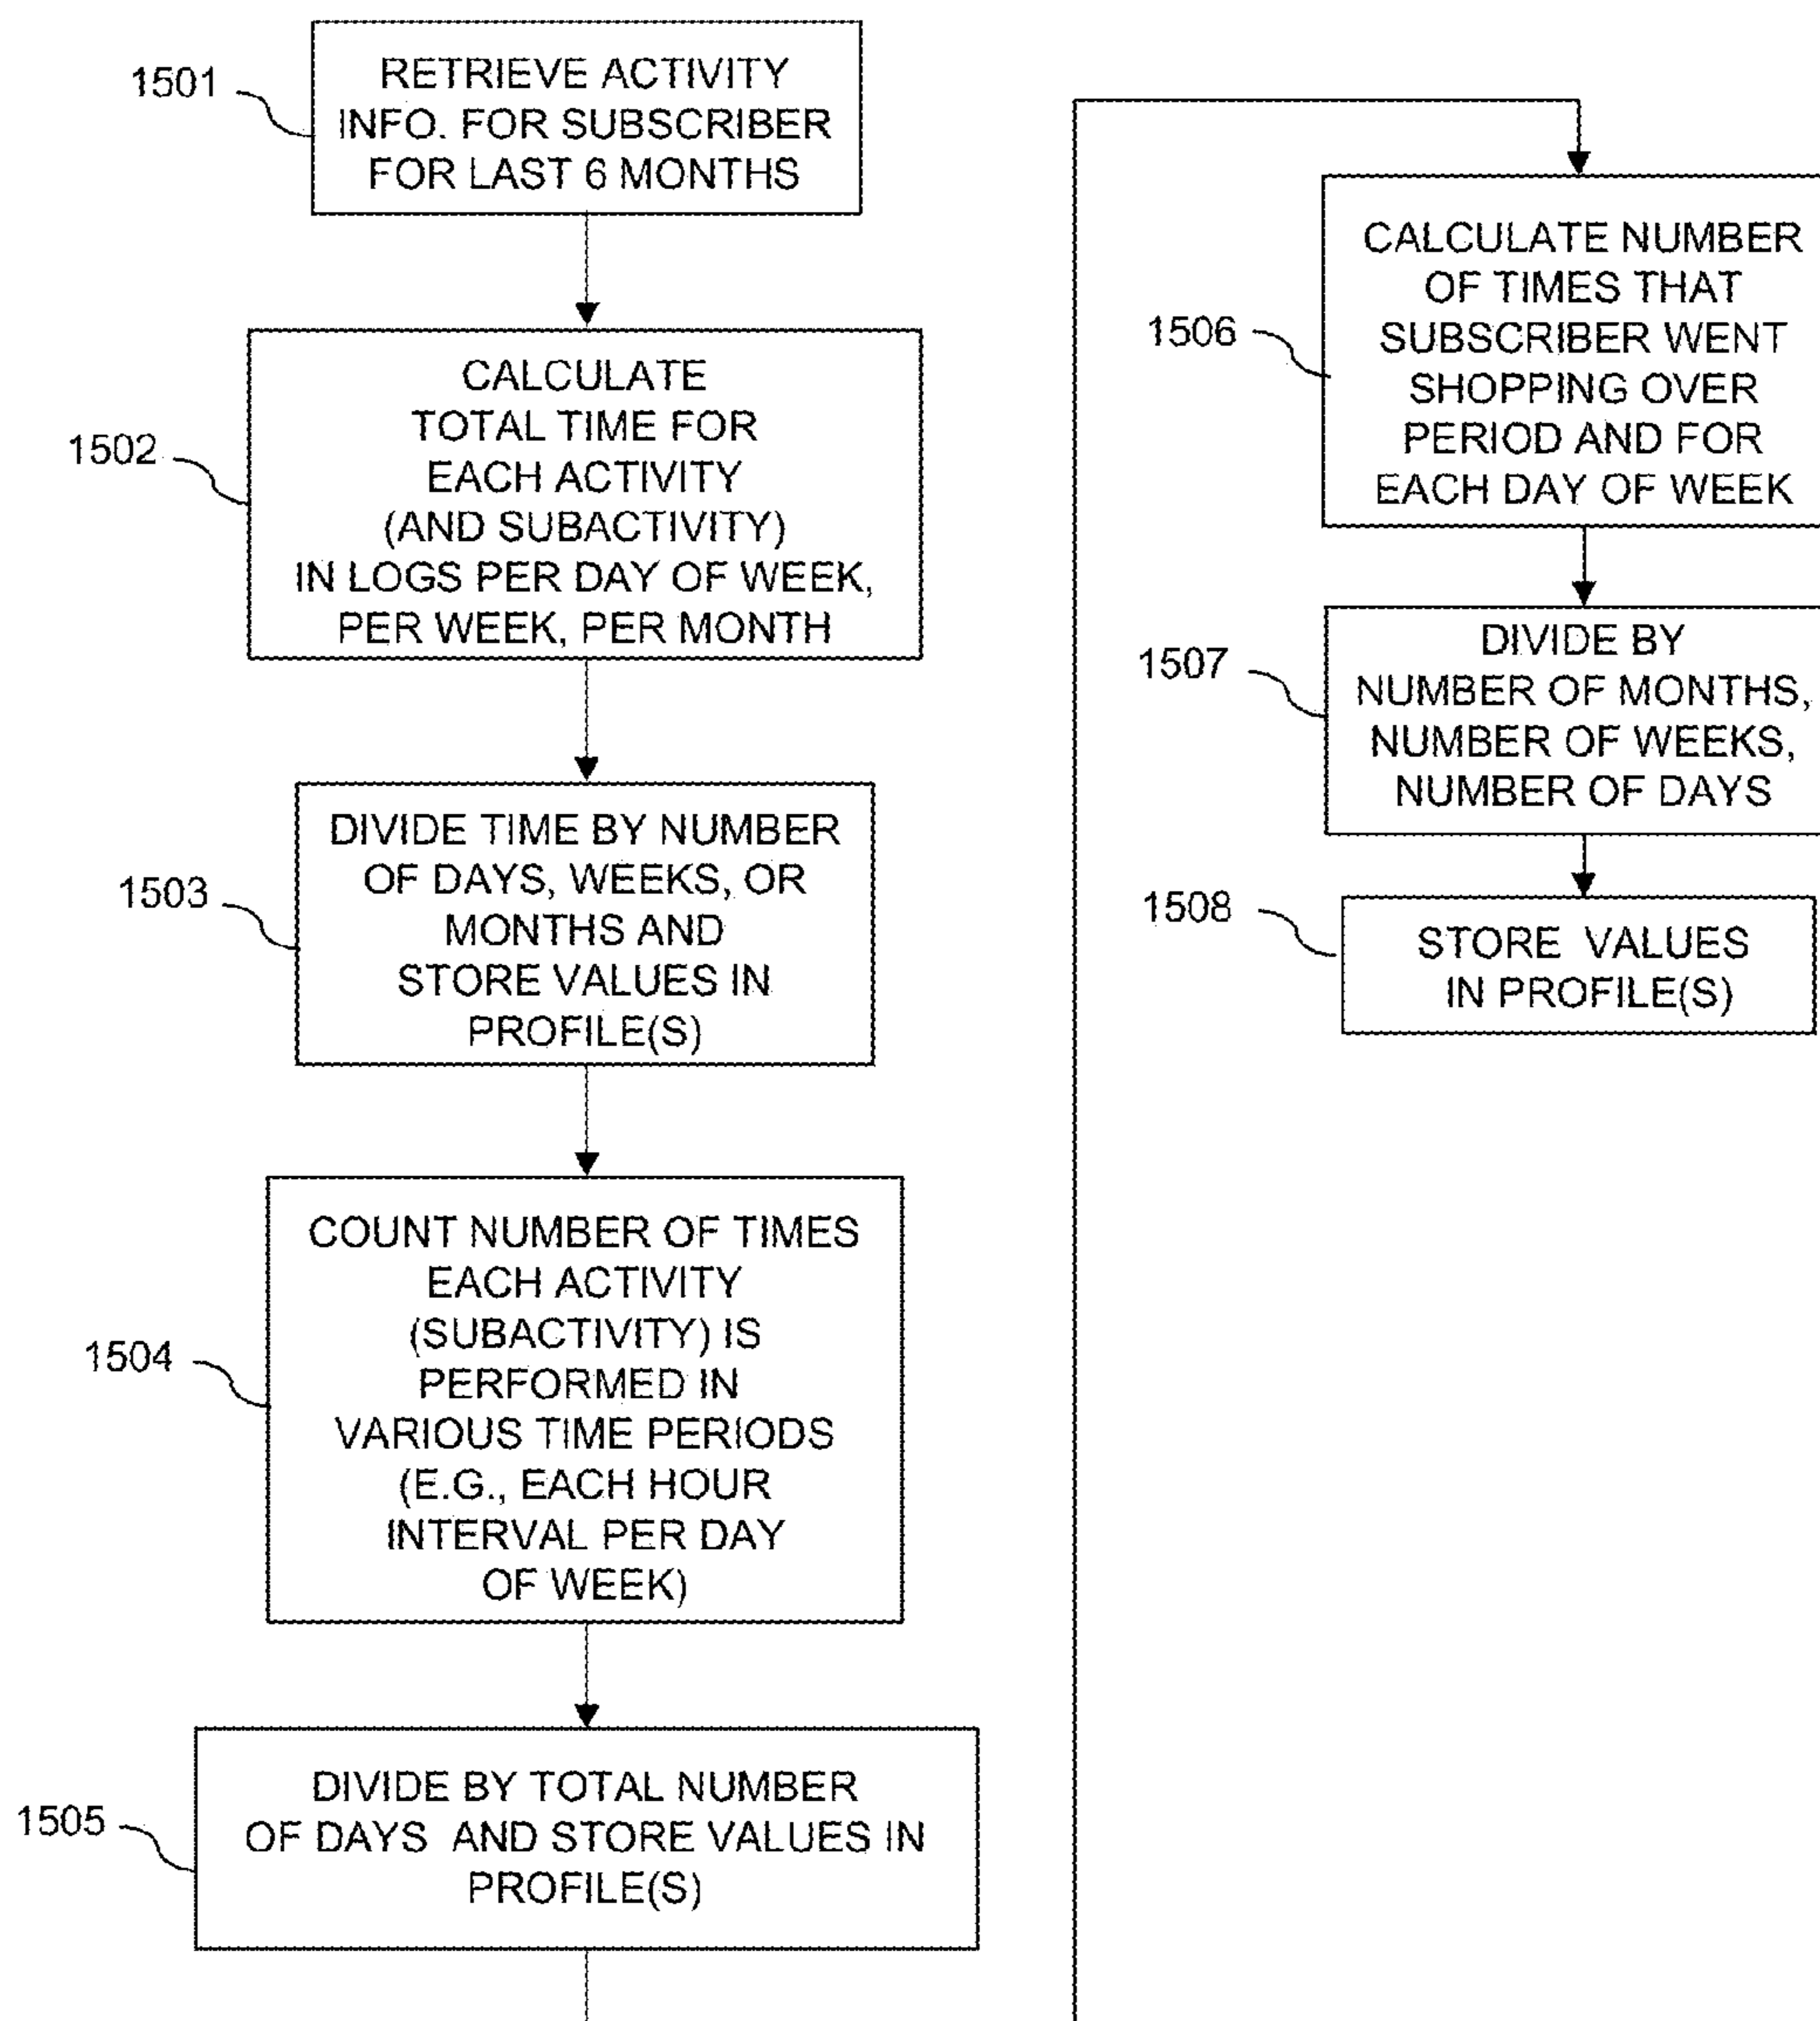 1501
RETRIEVE ACTIVITY
INFO. FOR SUBSCRIBER
FOR LAST 6 MONTHS
1502
CALCULATE
TOTAL TIME FOR
EACH ACTIVITY
(AND SUBACTIVITY)
IN LOGS PER DAY OF WEEK,
PER WEEK, PER MONTH
1503
DIVIDE TIME BY NUMBER
OF DAYS, WEEKS, OR
MONTHS AND
STORE VALUES IN
PROFILE(S)
1504
COUNT NUMBER OF TIMES
EACH ACTIVITY
(SUBACTIVITY) IS
PERFORMED IN
VARIOUS TIME PERIODS
(E.G., EACH HOUR
INTERVAL PER DAY
OF WEEK)
1505
DIVIDE BY TOTAL NUMBER
OF DAYS AND STORE VALUES IN
PROFILE(S)
1506
CALCULATE NUMBER
OF TIMES THAT
SUBSCRIBER WENT
SHOPPING OVER
PERIOD AND FOR
EACH DAY OF WEEK
1507
DIVIDE BY
NUMBER OF MONTHS,
NUMBER OF WEEKS,
NUMBER OF DAYS
1508
STORE VALUES
IN PROFILE(S)